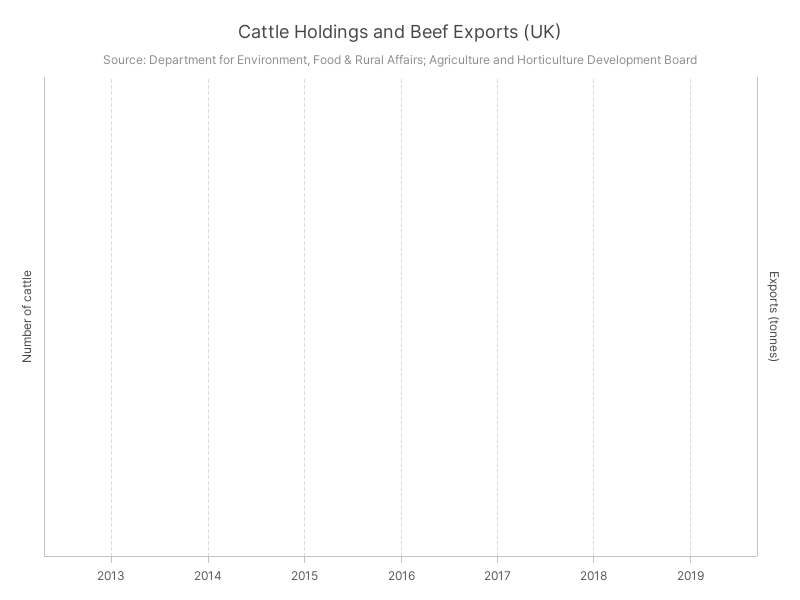 Cattle Holdings and Beef Exports (UK)
Source: Department for Environment, Food & Rural Affairs; Agriculture and Horticulture Development Board
Number of cattle
Exports (tonnes)
2013 2014 2015 2016 2017 2018 2019